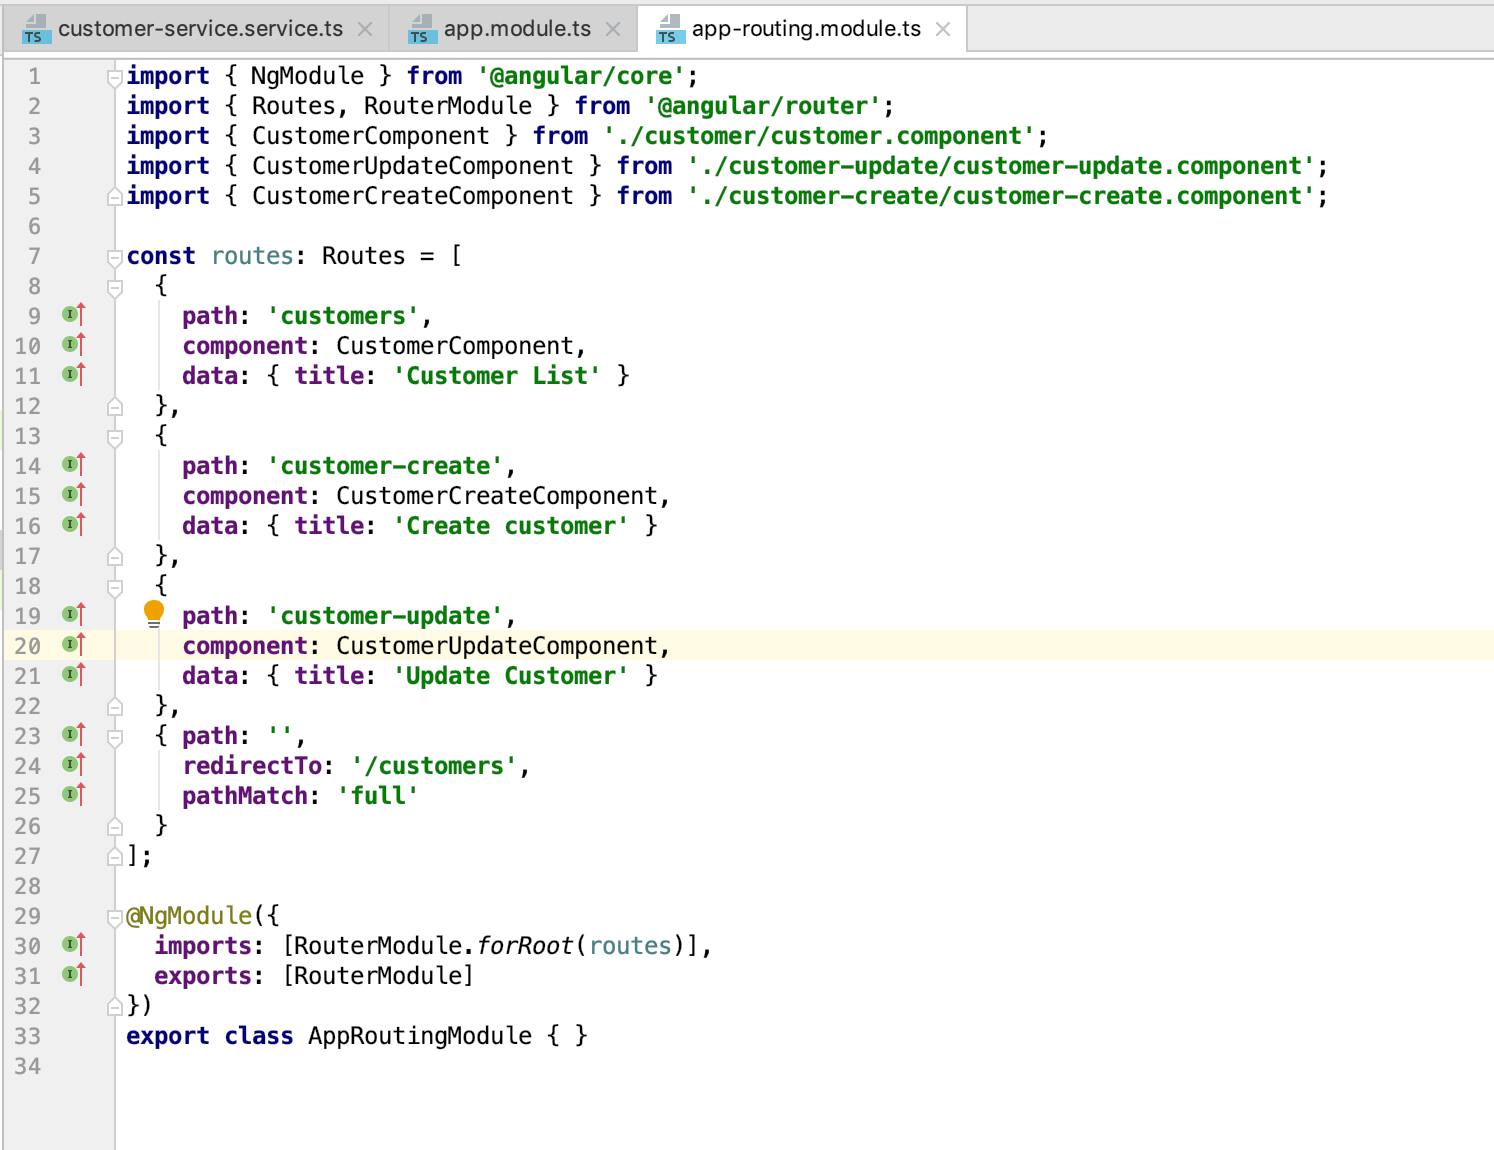 customer-service.service.ts app.module.ts app-routing.module.ts
1 import { NgModule } from '@angular/core';
2 import { Routes, RouterModule } from '@angular/router';
3 import { CustomerComponent } from './customer/customer.component';
4 import { CustomerUpdateComponent } from './customer-update/customer-update.component';
5 import { CustomerCreateComponent } from './customer-create/customer-create.component';
6
7 const routes: Routes = [
8   {
9     path: 'customers',
10     component: CustomerComponent,
11     data: { title: 'Customer List' }
12   },
13   {
14     path: 'customer-create',
15     component: CustomerCreateComponent,
16     data: { title: 'Create customer' }
17   },
18   {
19     path: 'customer-update',
20     component: CustomerUpdateComponent,
21     data: { title: 'Update Customer' }
22   },
23   { path: '',
24     redirectTo: '/customers',
25     pathMatch: 'full'
26   }
27 ];
28
29 @NgModule({
30   imports: [RouterModule.forRoot(routes)],
31   exports: [RouterModule]
32 })
33 export class AppRoutingModule { }
34